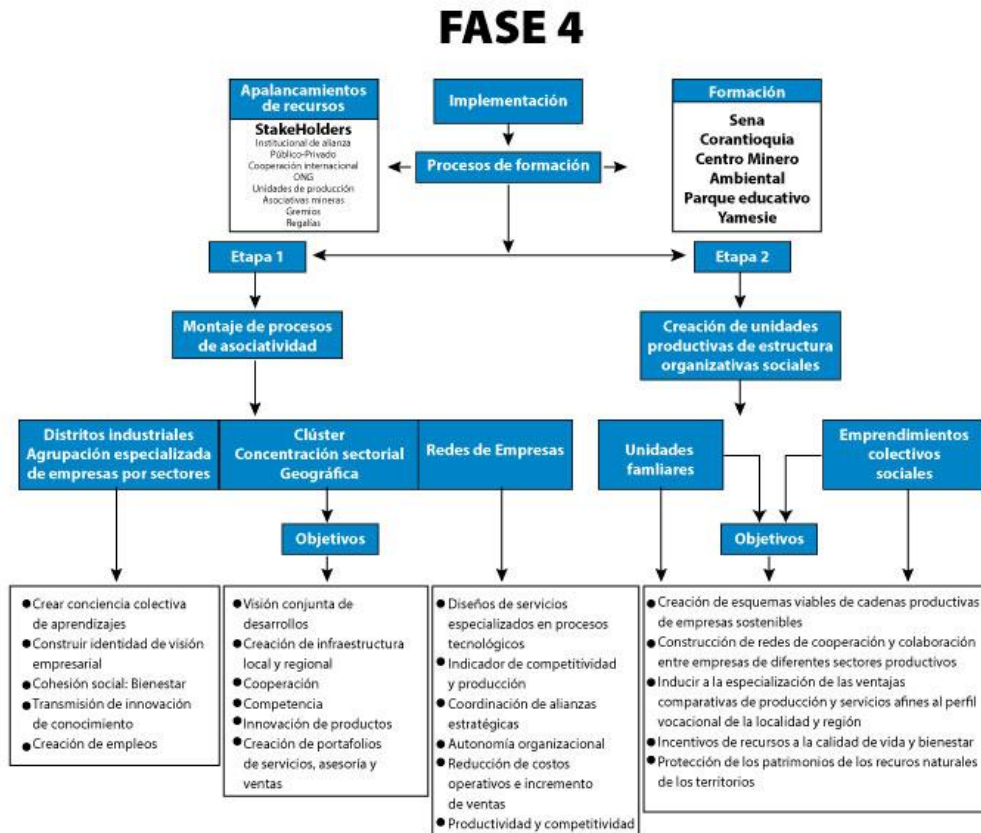 FASE 4
Apalancamientos
de recursos
StakeHolders
Institucional de alianza
Público-Privado
Cooperación internacional
ONG
Unidades de producción
Asociativas mineras
Gremios
Regalías
Implementación
Procesos de formación
Formación
Sena
Corantioquia
Centro Minero
Ambiental
Parque educativo
Yamesie
Etapa 1
Etapa 2
Montaje de procesos
de asociatividad
Creación de unidades
productivas de estructura
organizativas sociales
Distritos industriales
Agrupación especializada
de empresas por sectores
Clúster
Concentración sectorial
Geográfica
Redes de Empresas
Unidades
famliares
Emprendimientos
colectivos
sociales
Objetivos
Objetivos
● Crear conciencia colectiva
de aprendizajes
● Construir identidad de visión
empresarial
● Cohesión social: Bienestar
● Transmisión de innovación
de conocimiento
● Creación de empleos
● Visión conjunta de
desarrollos
● Creación de infraestructura
local y regional
● Cooperación
● Competencia
● Innovación de productos
● Creación de portafolios
de servicios, asesoría y
ventas
● Diseños de servicios
especializados en procesos
tecnológicos
● Indicador de competitividad
y producción
● Coordinación de alianzas
estratégicas
● Autonomía organizacional
● Reducción de costos
operativos e incremento
de ventas
● Productividad y competitividad
● Creación de esquemas viables de cadenas productivas
de empresas sostenibles
● Construcción de redes de cooperación y colaboración
entre empresas de diferentes sectores productivos
● Inducir a la especialización de las ventajas
comparativas de producción y servicios afines al perfil
vocacional de la localidad y región
● Incentivos de recursos a la calidad de vida y bienestar
● Protección de los patrimonios de los recuros naturales
de los territorios